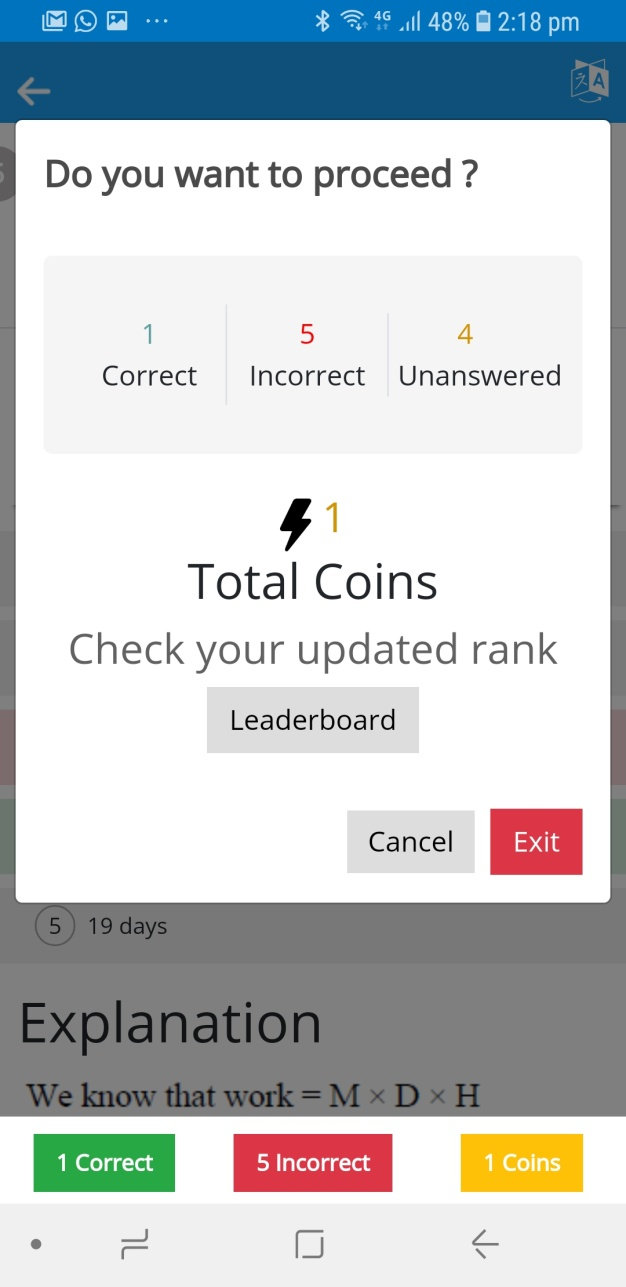 4G 48% 2:18 pm
Do you want to proceed ?
1 5 4
Correct Incorrect Unanswered
1
Total Coins
Check your updated rank
Leaderboard
Cancel Exit
5 19 days
Explanation
We know that work = M × D × H
1 Correct 5 Incorrect 1 Coins